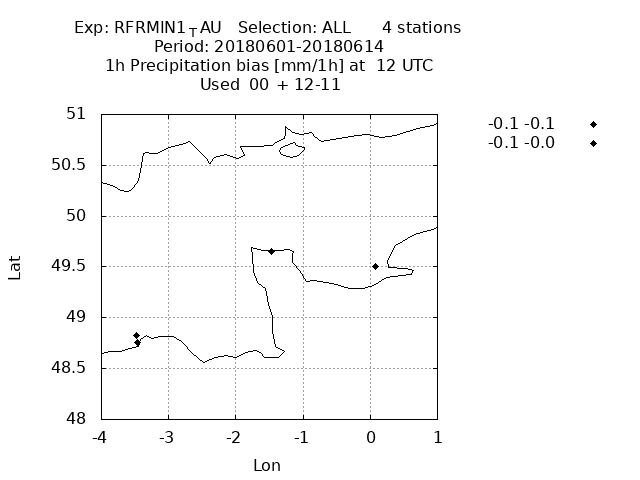 Exp: RFRMIN1_TAU   Selection: ALL      4 stations
Period: 20180601-20180614
1h Precipitation bias [mm/1h] at  12 UTC
Used  00 + 12-11
51
50.5
50
49.5
49
48.5
48
-4
-3
-2
-1
0
1
Lat
Lon
-0.1 -0.1
-0.1 -0.0